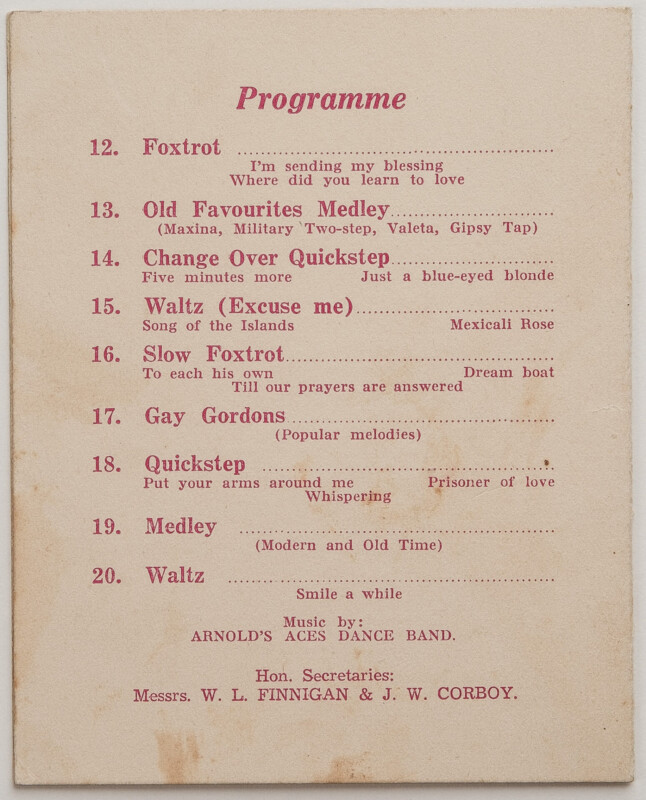 Programme
12. Foxtrot ..............................
I'm sending my blessing
Where did you learn to love
13. Old Favourites Medley..............................
(Maxina, Military Two-step, Valeta, Gipsy Tap)
14. Change Over Quickstep..............................
Five minutes more Just a blue-eyed blonde
15. Waltz (Excuse me)..............................
Song of the Islands Mexicali Rose
16. Slow Foxtrot..............................
To each his own Dream boat
Till our prayers are answered
17. Gay Gordons..............................
(Popular melodies)
18. Quickstep ..............................
Put your arms around me Prisoner of love
Whispering
19. Medley ..............................
(Modern and Old Time)
20. Waltz ..............................
Smile a while
Music by:
ARNOLD'S ACES DANCE BAND.
Hon. Secretaries:
Messrs. W. L. FINNIGAN & J. W. CORBOY.